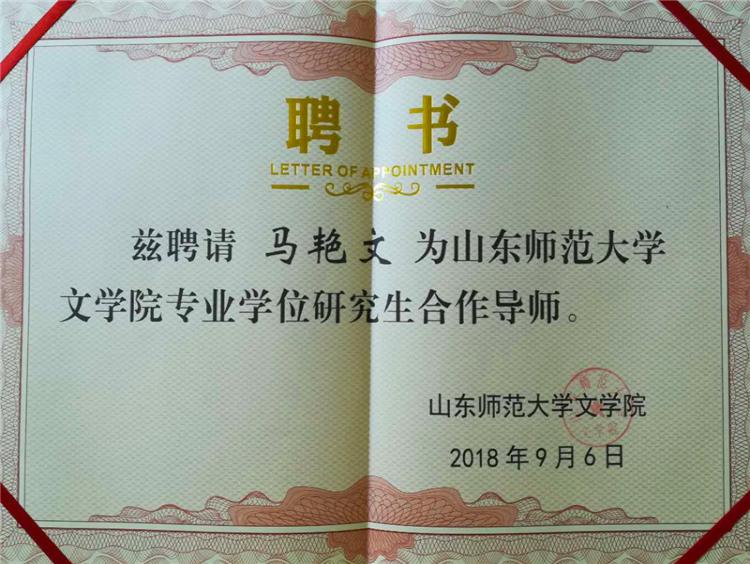 聘 书
LETTER OF APPOINTMENT
兹聘请 马艳文 为山东师范大学
文学院专业学位研究生合作导师。
山东师范大学文学院
2018年9月6日